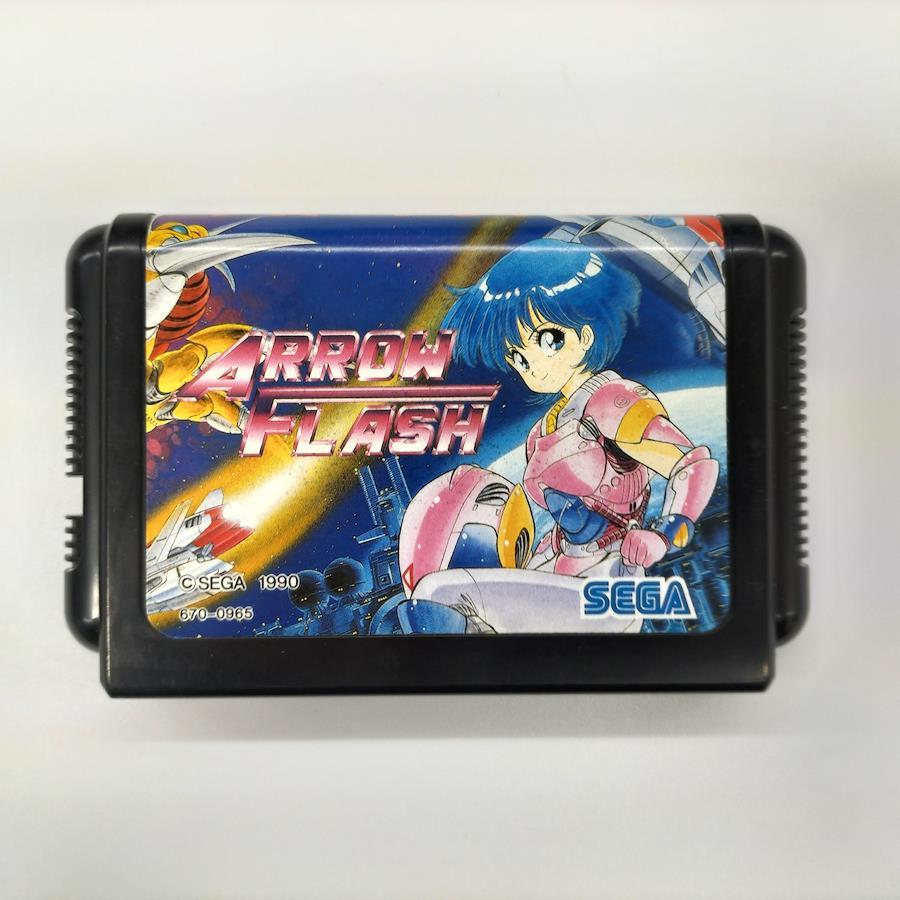 ARROW
FLASH
© SEGA 1990
670-0965
SEGA